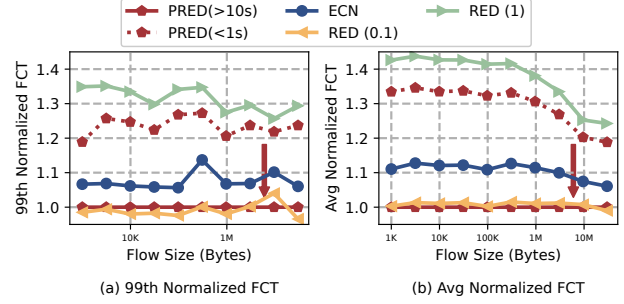 PRED(>10s) ECN RED (1)
PRED(<1s) RED (0.1)
99th Normalized FCT
1.4
1.3
1.2
1.1
1.0
10K 1M
Flow Size (Bytes)
(a) 99th Normalized FCT
Avg Normalized FCT
1.4
1.3
1.2
1.1
1.0
1K 10K 100K 1M 10M
Flow Size (Bytes)
(b) Avg Normalized FCT